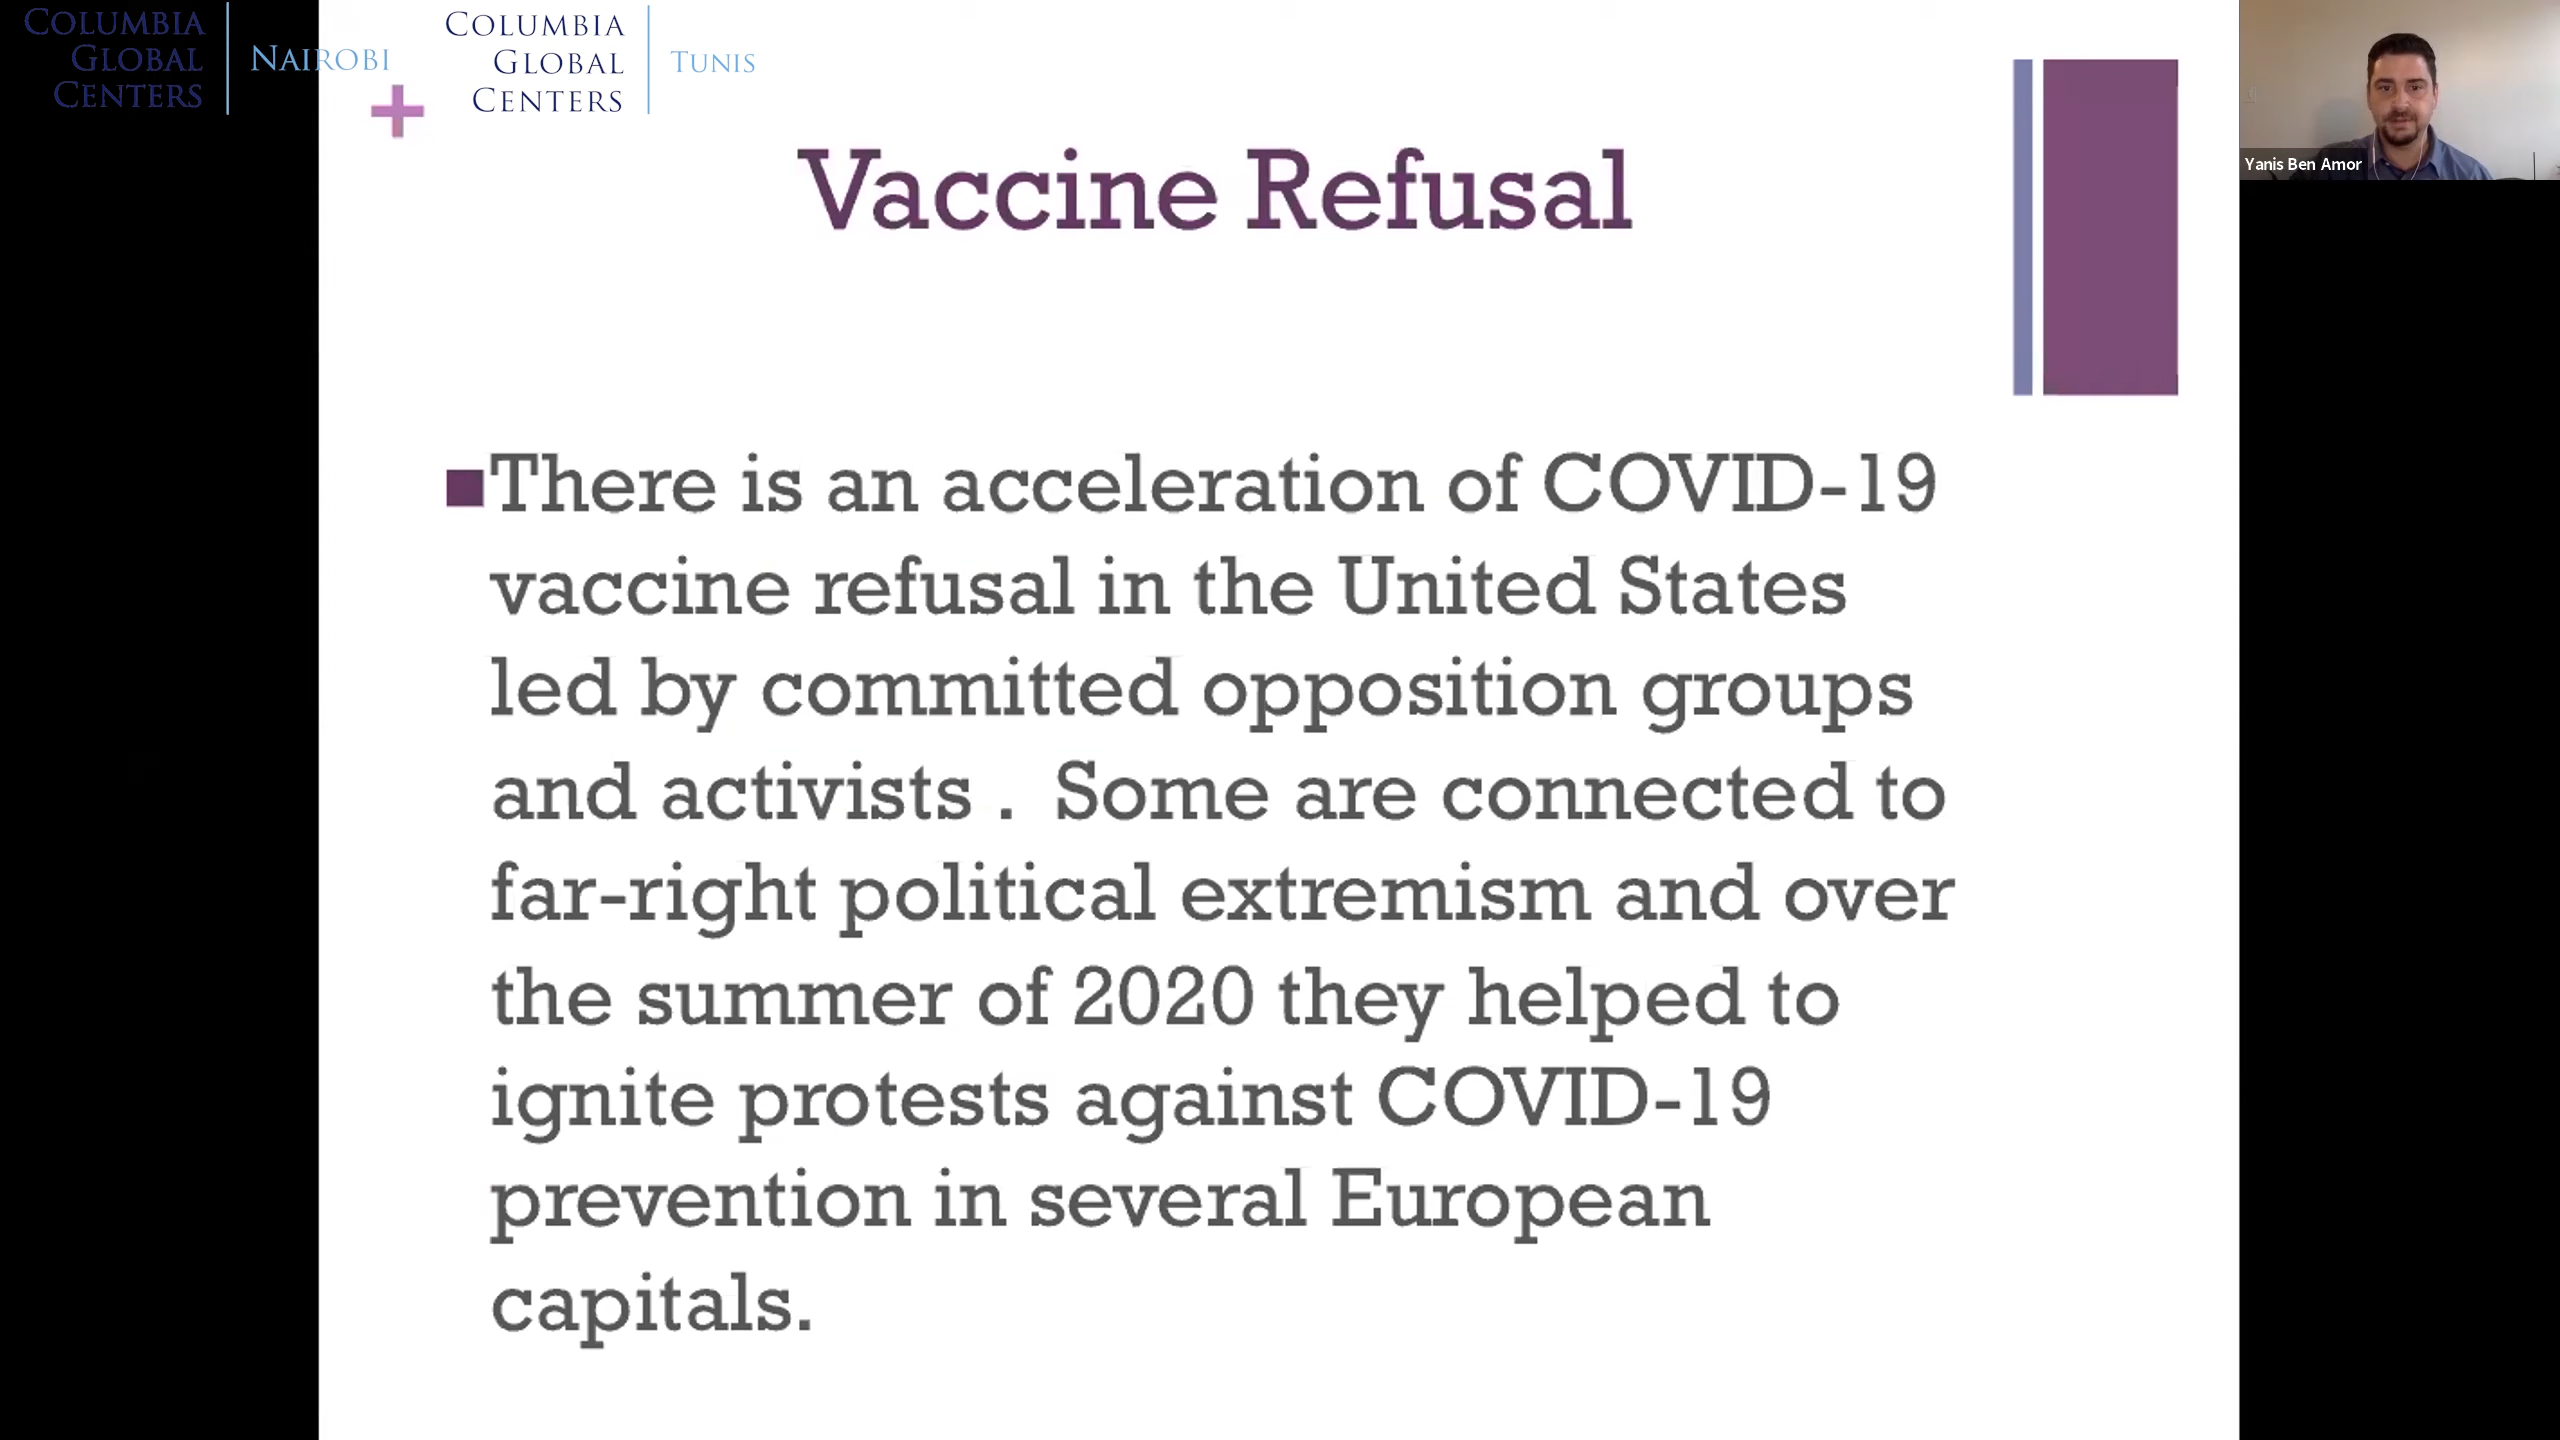 COLUMBIA
GLOBAL
CENTERS
NAIROBI
COLUMBIA
GLOBAL
CENTERS
TUNIS
Yanis Ben Amor
+
Vaccine Refusal
There is an acceleration of COVID-19
vaccine refusal in the United States
led by committed opposition groups
and activists . Some are connected to
far-right political extremism and over
the summer of 2020 they helped to
ignite protests against COVID-19
prevention in several European
capitals.